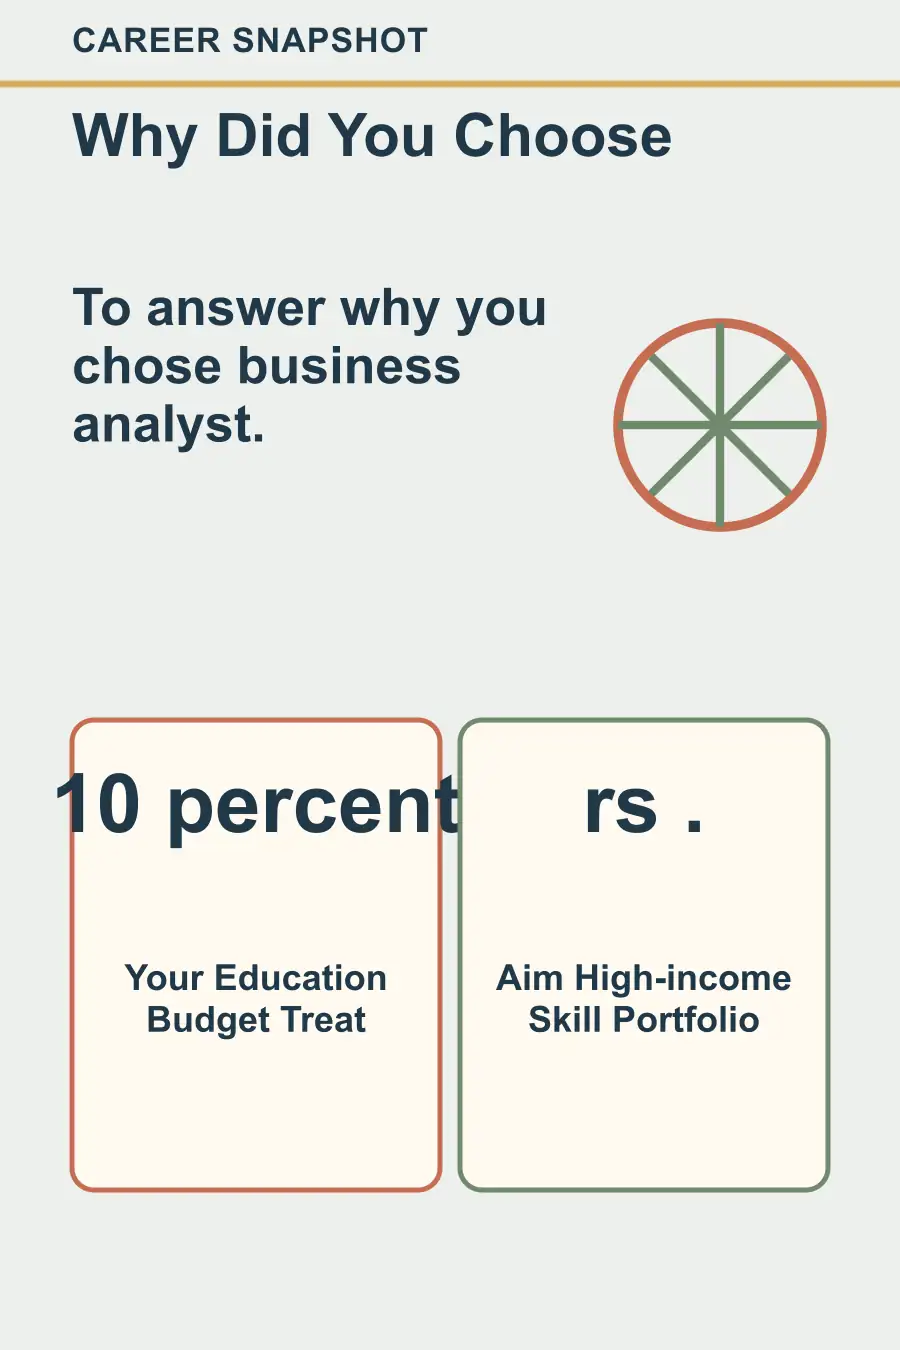 CAREER SNAPSHOT
Why Did You Choose
To answer why you
chose business
analyst.
10 percent
rs .
Your Education
Budget Treat
Aim High-income
Skill Portfolio